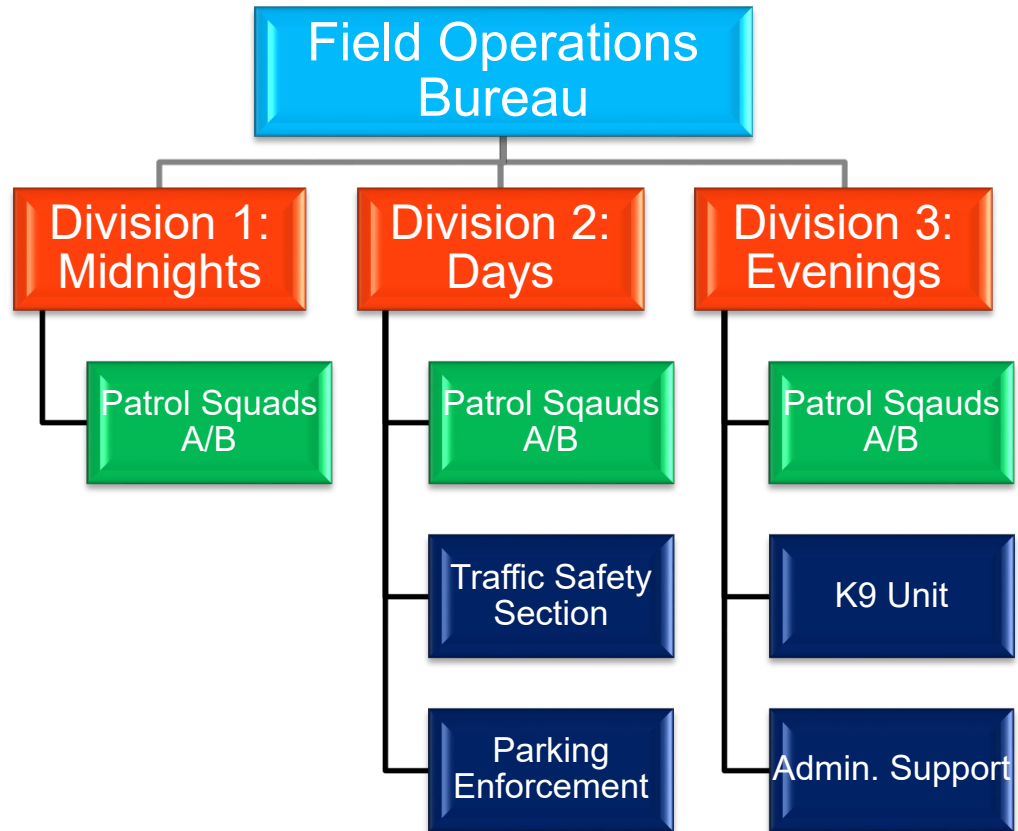 Field Operations
Bureau
Division 1:
Midnights
Division 2:
Days
Division 3:
Evenings
Patrol Squads
A/B
Patrol Sqauds
A/B
Patrol Sqauds
A/B
Traffic Safety
Section
K9 Unit
Parking
Enforcement
Admin. Support